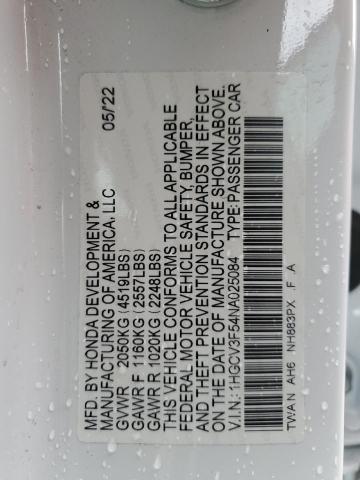 MFD. BY HONDA DEVELOPMENT & 05/22
MANUFACTURING OF AMERICA, LLC
GVWR 2050KG (4519LBS)
GAWR F 1160KG (2557LBS)
GAWR R 1020KG (2248LBS)
THIS VEHICLE CONFORMS TO ALL APPLICABLE
FEDERAL MOTOR VEHICLE SAFETY, BUMPER,
AND THEFT PREVENTION STANDARDS IN EFFECT
ON THE DATE OF MANUFACTURE SHOWN ABOVE.
V.I.N.: 1HGCV3F54NA025084 TYPE: PASSENGER CAR
TWA N AH6 NH883PX F A